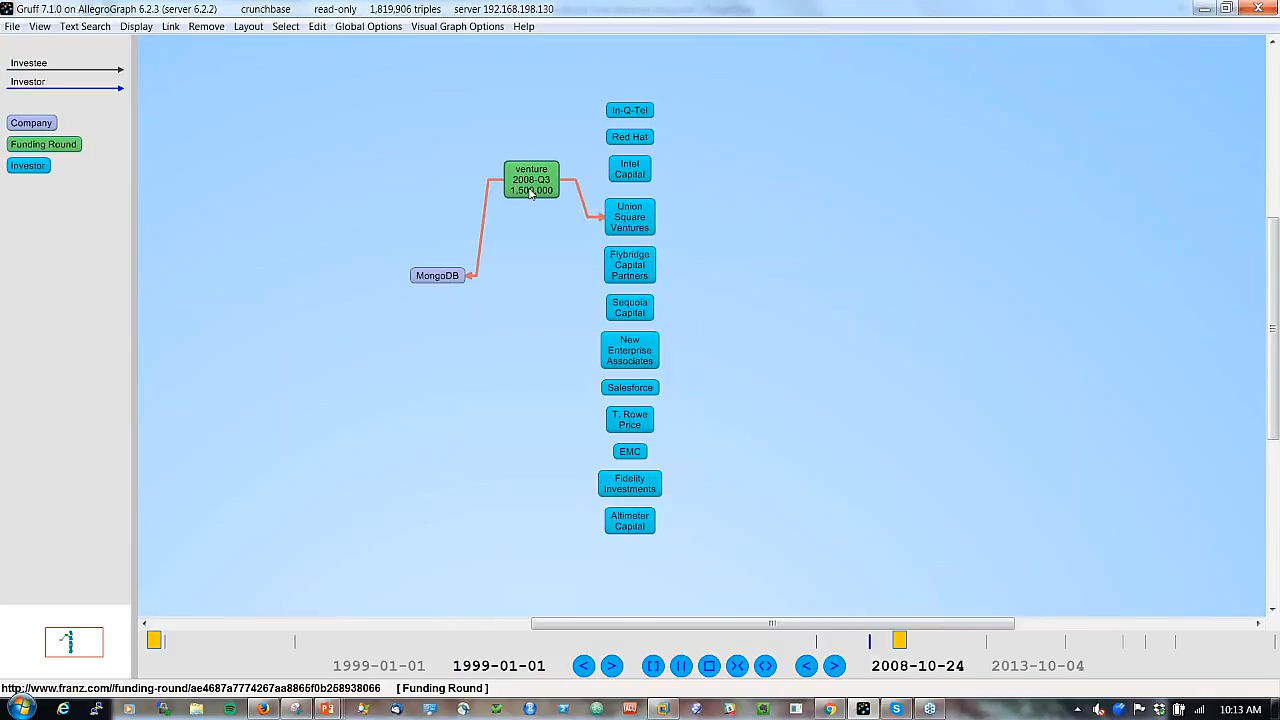 Gruff 7.1.0 on AllegroGraph 6.2.3 (server 6.2.2) crunchbase read-only 1,819,906 triples server 192.168.198.130
File View Text Search Display Link Remove Layout Select Edit Global Options Visual Graph Options Help
Investee
Investor
Company
Funding Round
Investor
In-Q-Tel
Red Hat
Intel
Capital
venture
2008-Q3
1,500,000
Union
Square
Ventures
Flybridge
Capital
Partners
MongoDB
Sequoia
Capital
New
Enterprise
Associates
Salesforce
T. Rowe
Price
EMC
Fidelity
Investments
Altimeter
Capital
1999-01-01 1999-01-01 2008-10-24 2013-10-04
http://www.franz.com//funding-round/ae4687a7774267aa8865f0b258938066 [ Funding Round ]
10:13 AM